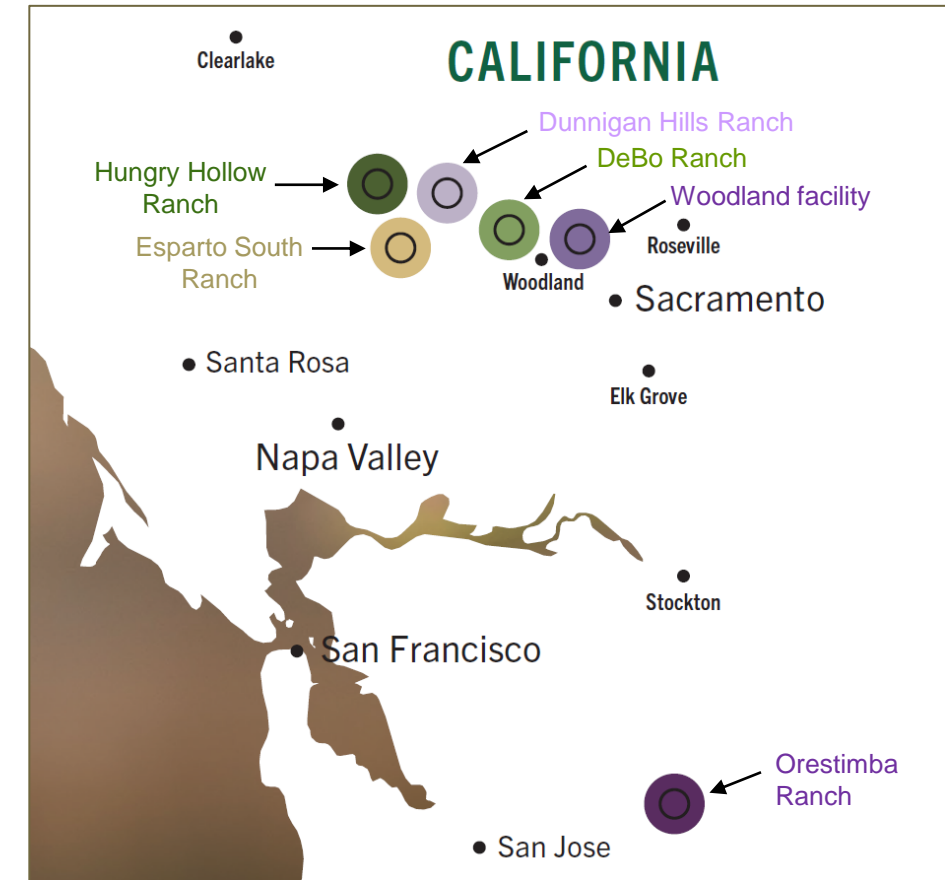 Clearlake
CALIFORNIA
Dunnigan Hills Ranch
DeBo Ranch
Hungry Hollow
Ranch
Woodland facility
Esparto South
Ranch
Roseville
Woodland
Sacramento
Santa Rosa
Elk Grove
Napa Valley
Stockton
San Francisco
Orestimba
Ranch
San Jose